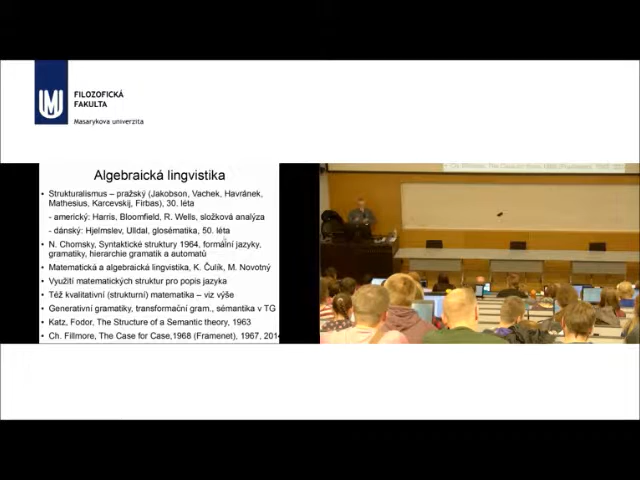 FILOZOFICKÁ
FAKULTA
Masarykova univerzita
Algebraická lingvistika
• Strukturalismus – pražský (Jakobson, Vachek, Havránek,
Mathesius, Karcevskij, Firbas), 30. léta
- americký: Harris, Bloomfield, R. Wells, složková analýza
- dánský: Hjelmslev, Ulldal, glosématika, 50. léta
• N. Chomsky, Syntaktické struktury 1964, formální jazyky,
gramatiky, hierarchie gramatik a automatů
• Matematická a algebraická lingvistika, K. Čulík, M. Novotný
• Využití matematických struktur pro popis jazyka
• Též kvalitativní (strukturní) matematika – viz výše
• Generativní gramatiky, transformační gram., sémantika v TG
• Katz, Fodor, The Structure of a Semantic theory, 1963
• Ch. Fillmore, The Case for Case,1968 (Framenet), 1967, 201